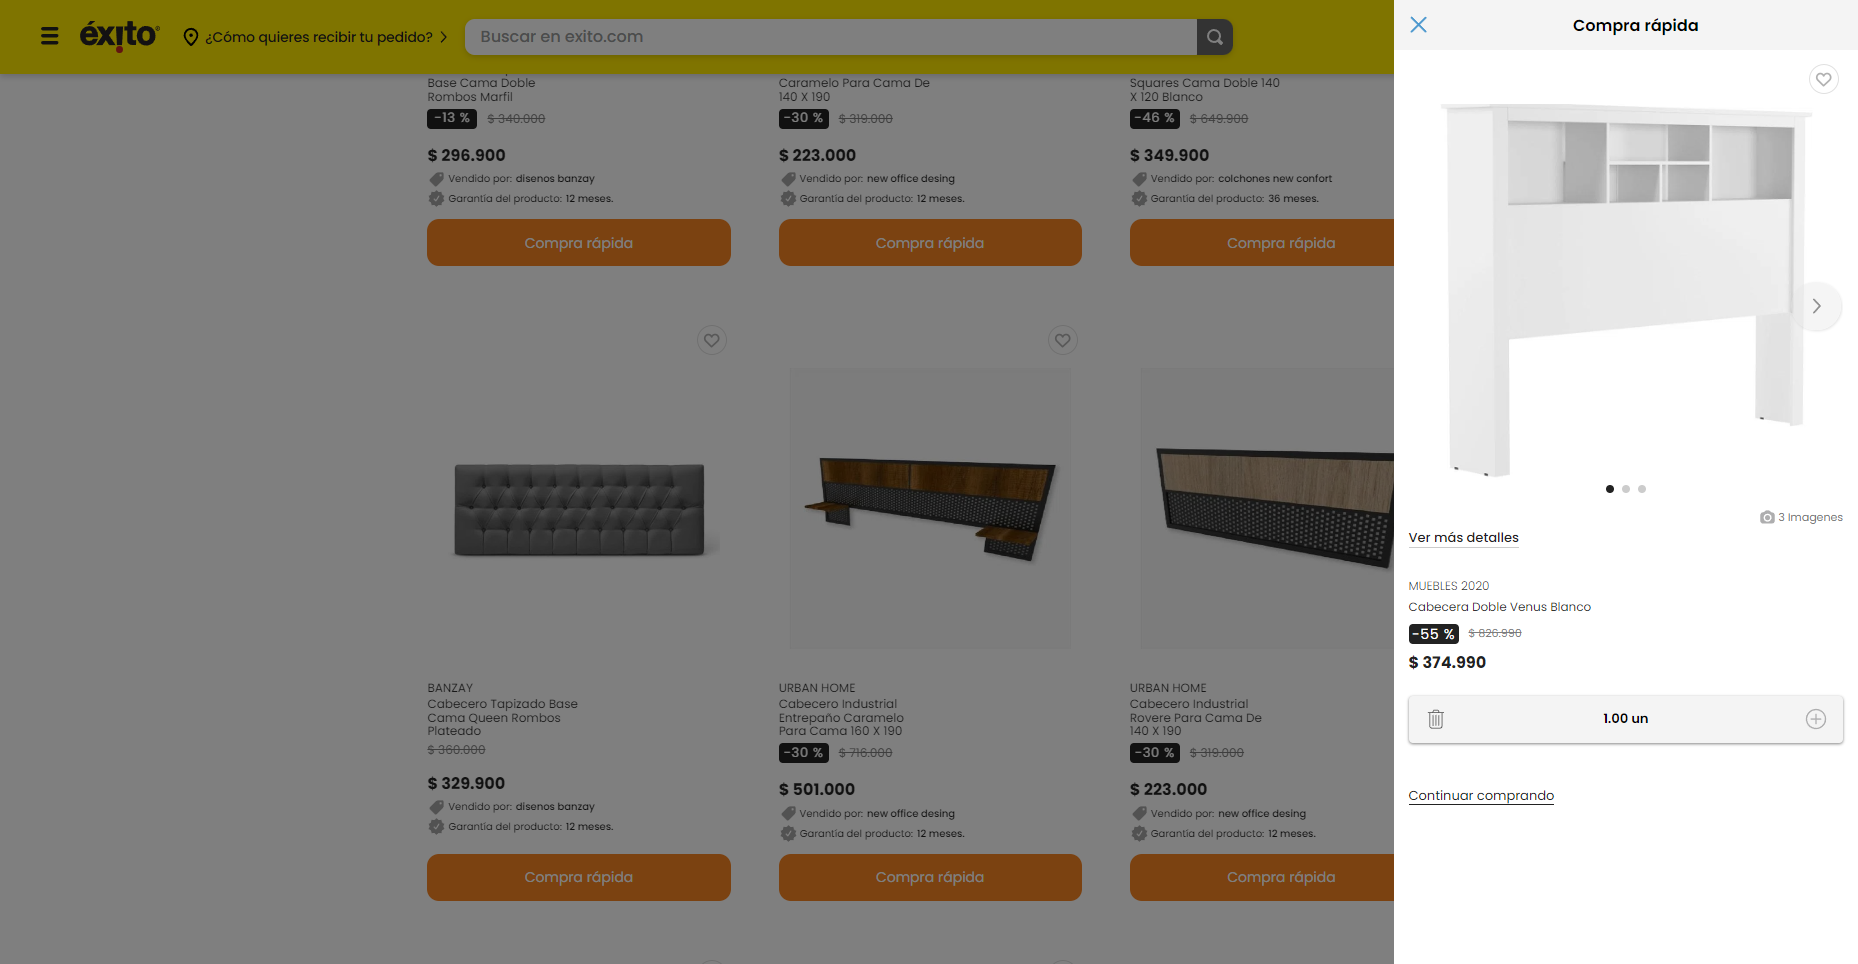 éxito
¿Cómo quieres recibir tu pedido?
Buscar en exito.com
Base Cama Doble
Rombos Marfil
-13 % $ 340.000
$ 296.900
Vendido por: disenos banzay
Garantía del producto: 12 meses.
Compra rápida
Caramelo Para Cama De
140 X 190
-30 % $ 319.000
$ 223.000
Vendido por: new office desing
Garantía del producto: 12 meses.
Compra rápida
Squares Cama Doble 140
X 120 Blanco
-46 % $ 649.900
$ 349.900
Vendido por: colchones new confort
Garantía del producto: 36 meses.
Compra rápida
BANZAY
Cabecero Tapizado Base
Cama Queen Rombos
Plateado
$ 360.000
$ 329.900
Vendido por: disenos banzay
Garantía del producto: 12 meses.
Compra rápida
URBAN HOME
Cabecero Industrial
Entrepaño Caramelo
Para Cama 160 X 190
-30 % $ 716.000
$ 501.000
Vendido por: new office desing
Garantía del producto: 12 meses.
Compra rápida
URBAN HOME
Cabecero Industrial
Rovere Para Cama De
140 X 190
-30 % $ 319.000
$ 223.000
Vendido por: new office desing
Garantía del producto: 12 meses.
Compra rápida
Compra rápida
3 Imagenes
Ver más detalles
MUEBLES 2020
Cabecera Doble Venus Blanco
-55 % $ 826.990
$ 374.990
1.00 un
Continuar comprando